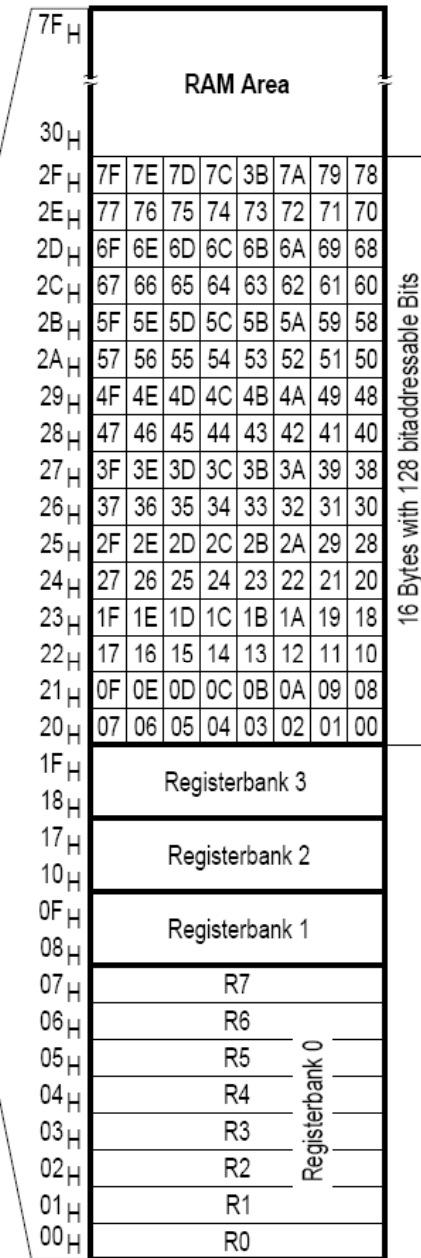 7FH
RAM Area
30H
2FH 7F 7E 7D 7C 3B 7A 79 78
2EH 77 76 75 74 73 72 71 70
2DH 6F 6E 6D 6C 6B 6A 69 68
2CH 67 66 65 64 63 62 61 60
2BH 5F 5E 5D 5C 5B 5A 59 58
2AH 57 56 55 54 53 52 51 50
29H 4F 4E 4D 4C 4B 4A 49 48
28H 47 46 45 44 43 42 41 40
27H 3F 3E 3D 3C 3B 3A 39 38
26H 37 36 35 34 33 32 31 30
25H 2F 2E 2D 2C 2B 2A 29 28
24H 27 26 25 24 23 22 21 20
23H 1F 1E 1D 1C 1B 1A 19 18
22H 17 16 15 14 13 12 11 10
21H 0F 0E 0D 0C 0B 0A 09 08
20H 07 06 05 04 03 02 01 00
16 Bytes with 128 bitaddressable Bits
1FH
Registerbank 3
18H
17H
Registerbank 2
10H
0FH
Registerbank 1
08H
07H R7
06H R6
05H R5
04H R4
03H R3
02H R2
01H R1
00H R0
Registerbank 0